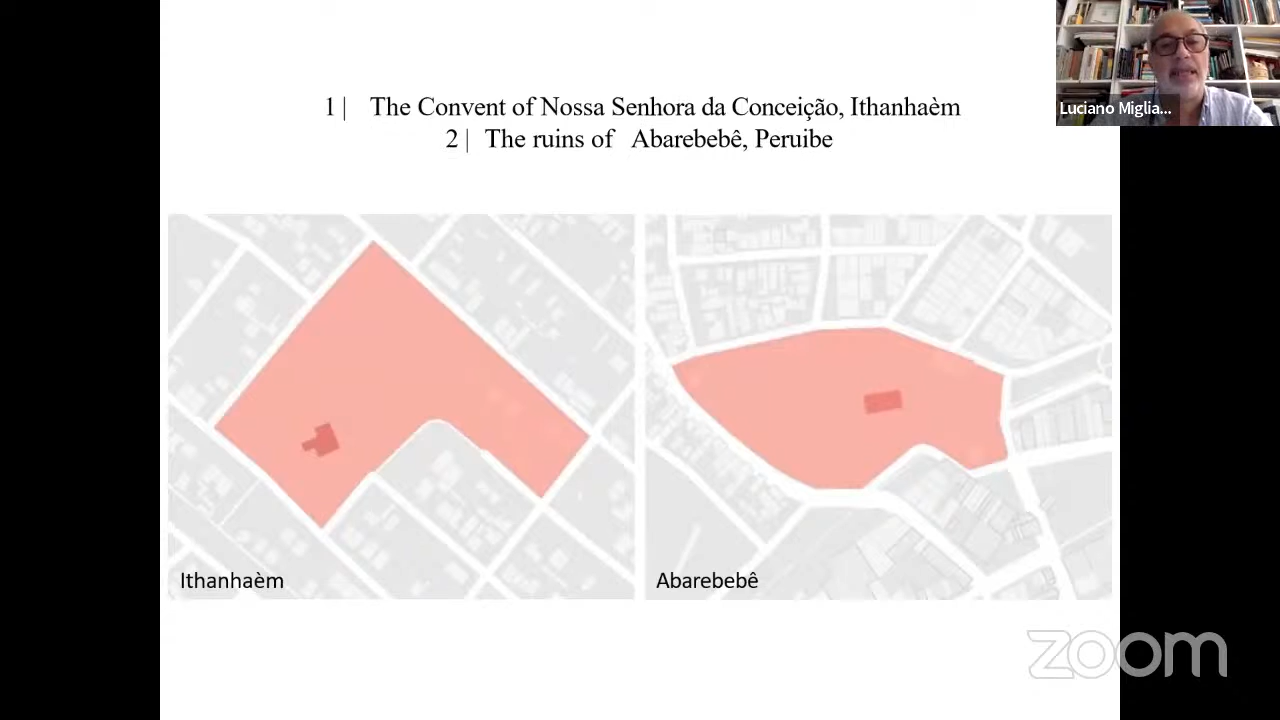 1 | The Convent of Nossa Senhora da Conceição, Ithanhaèm
2 | The ruins of Abarebebê, Peruibe
Luciano Miglia...
Ithanhaèm
Abarebebê
zoom